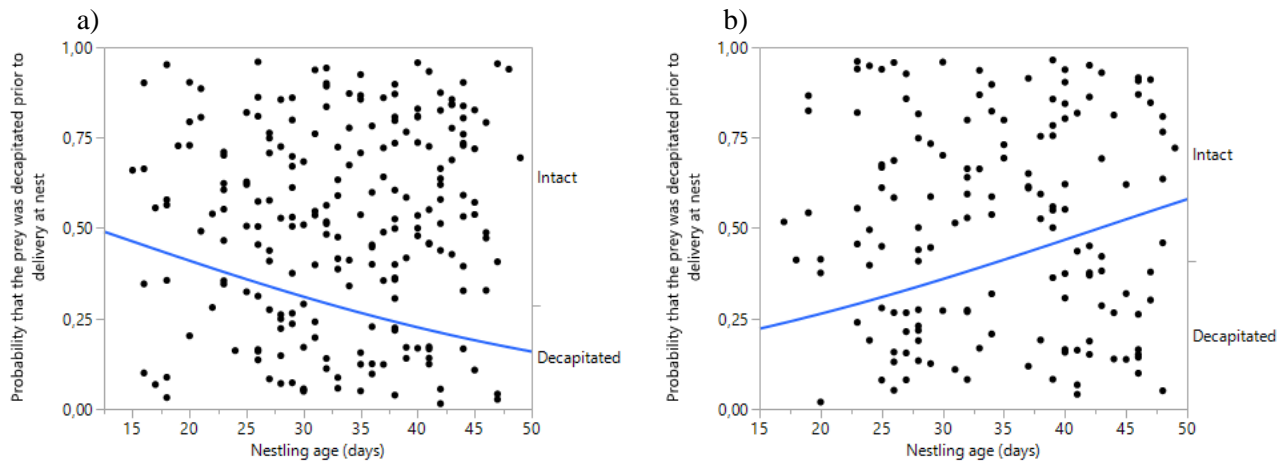 a)
Probability that the prey was decapitated prior to
delivery at nest
1,00
0,75
0,50
0,25
0,00
15
20
25
30
35
40
45
50
Nestling age (days)
Intact
Decapitated
b)
Probability that the prey was decapitated prior to
delivery at nest
1,00
0,75
0,50
0,25
0,00
15
20
25
30
35
40
45
50
Nestling age (days)
Intact
Decapitated